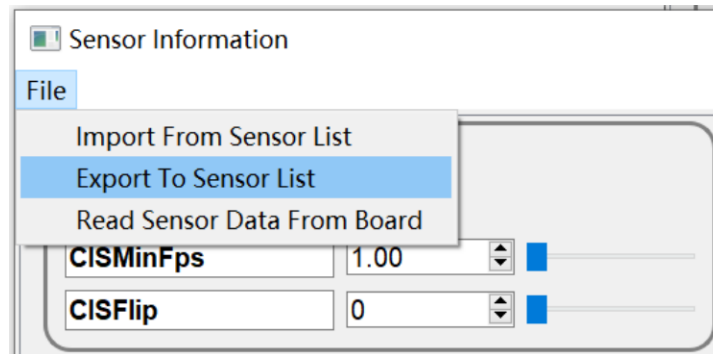 Sensor Information
File
Import From Sensor List
Export To Sensor List
Read Sensor Data From Board
CISMinFps 1.00
CISFlip 0